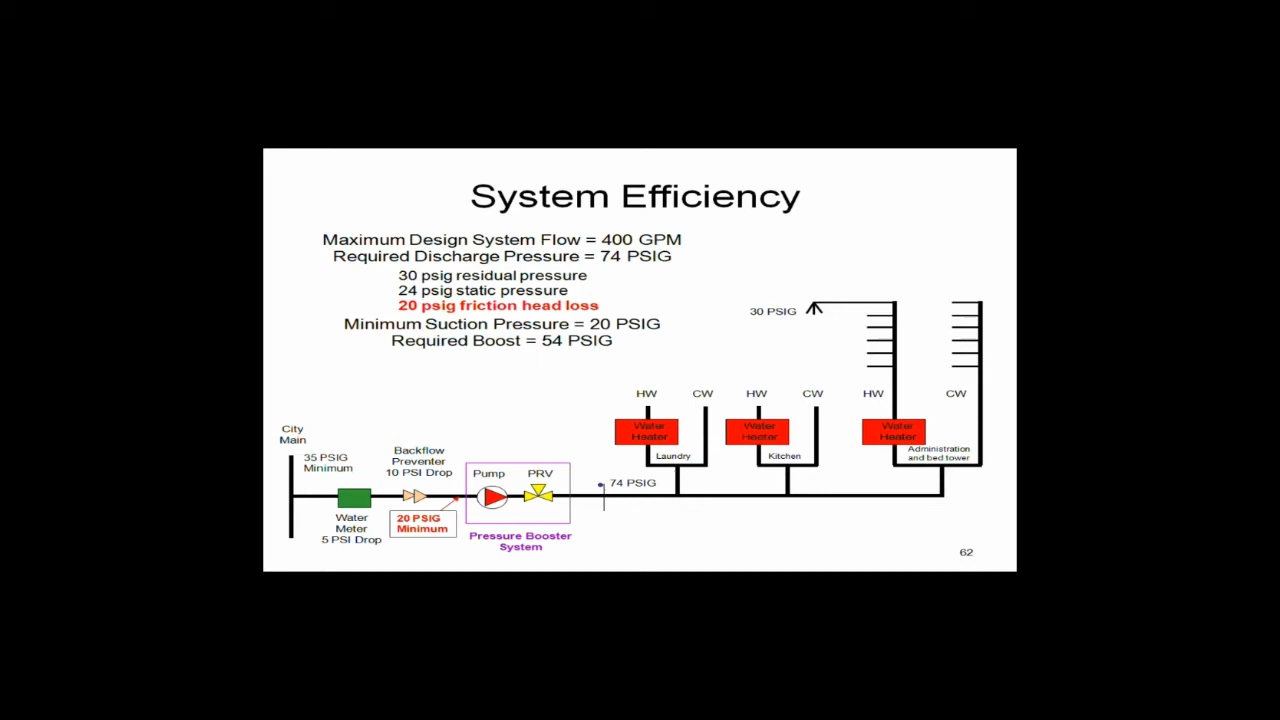 System Efficiency
Maximum Design System Flow = 400 GPM
Required Discharge Pressure = 74 PSIG
30 psig residual pressure
24 psig static pressure
20 psig friction head loss
Minimum Suction Pressure = 20 PSIG
Required Boost = 54 PSIG
30 PSIG
HW
CW
HW
CW
HW
CW
Water
Heater
Water
Heater
Water
Heater
Laundry
Kitchen
Administration
and bed tower
City
Main
35 PSIG
Minimum
Backflow
Preventer
10 PSI Drop
Pump
PRV
74 PSIG
Water
Meter
5 PSI Drop
20 PSIG
Minimum
Pressure Booster
System
62